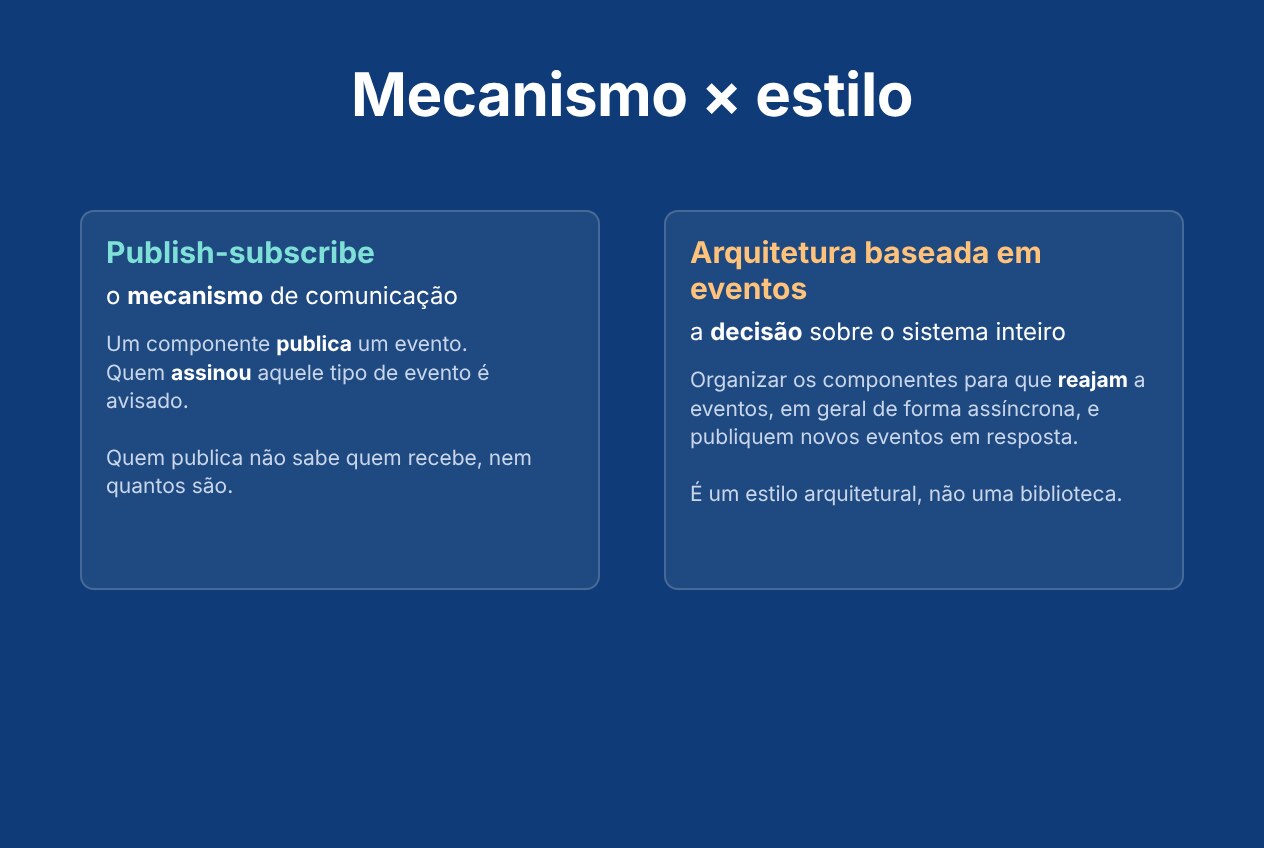 Mecanismo × estilo
Publish-subscribe
o mecanismo de comunicação
Um componente publica um evento.
Quem assinou aquele tipo de evento é
avisado.
Quem publica não sabe quem recebe, nem
quantos são.
Arquitetura baseada em
eventos
a decisão sobre o sistema inteiro
Organizar os componentes para que reajam a
eventos, em geral de forma assíncrona, e
publiquem novos eventos em resposta.
É um estilo arquitetural, não uma biblioteca.